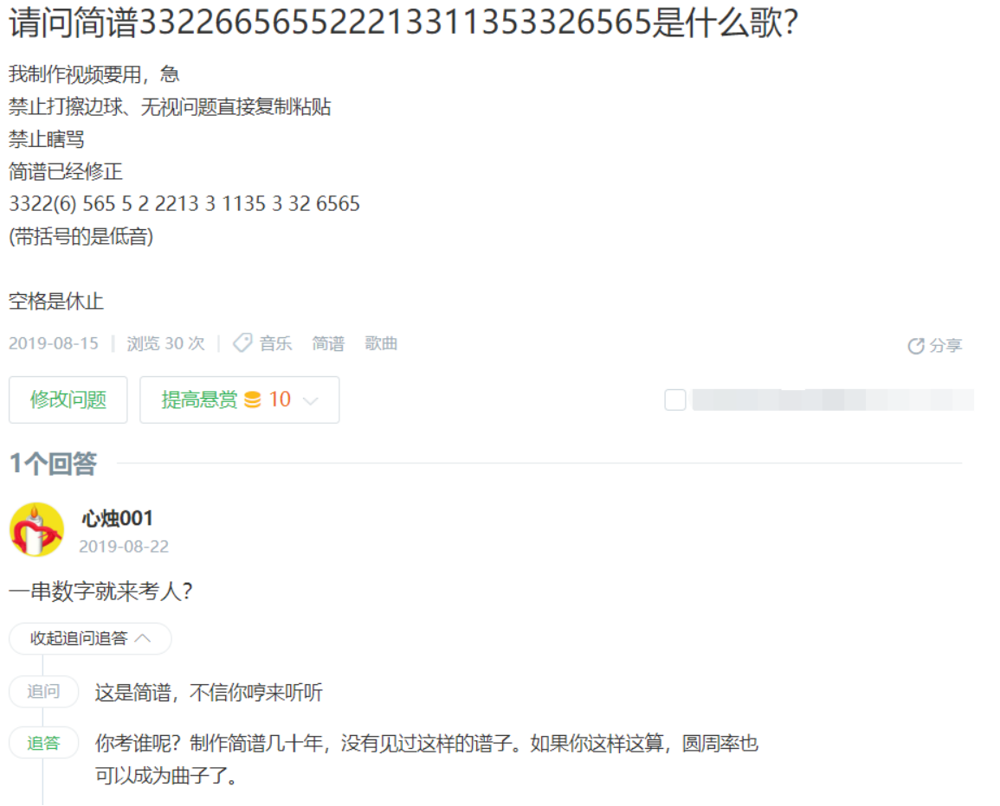 请问简谱3322665655222133113533​26565是什么歌?
我制作视频要用，急
禁止打擦边球、无视问题直接复制粘贴
禁止瞎骂
简谱已经修正
3322(6) 565 5 2 2213 3 1135 3 32 6565
(带括号的是低音)
空格是休止
2019-08-15 | 浏览 30 次 | 音乐 简谱 歌曲 分享
修改问题 提高悬赏 10
1个回答
心烛001
2019-08-22
一串数字就来考人?
收起追问追答
追问 这是简谱，不信你哼来听听
追答 你考谁呢？制作简谱几十年，没有见过这样的谱子。如果你这样这算，圆周率也
可以成为曲子了。